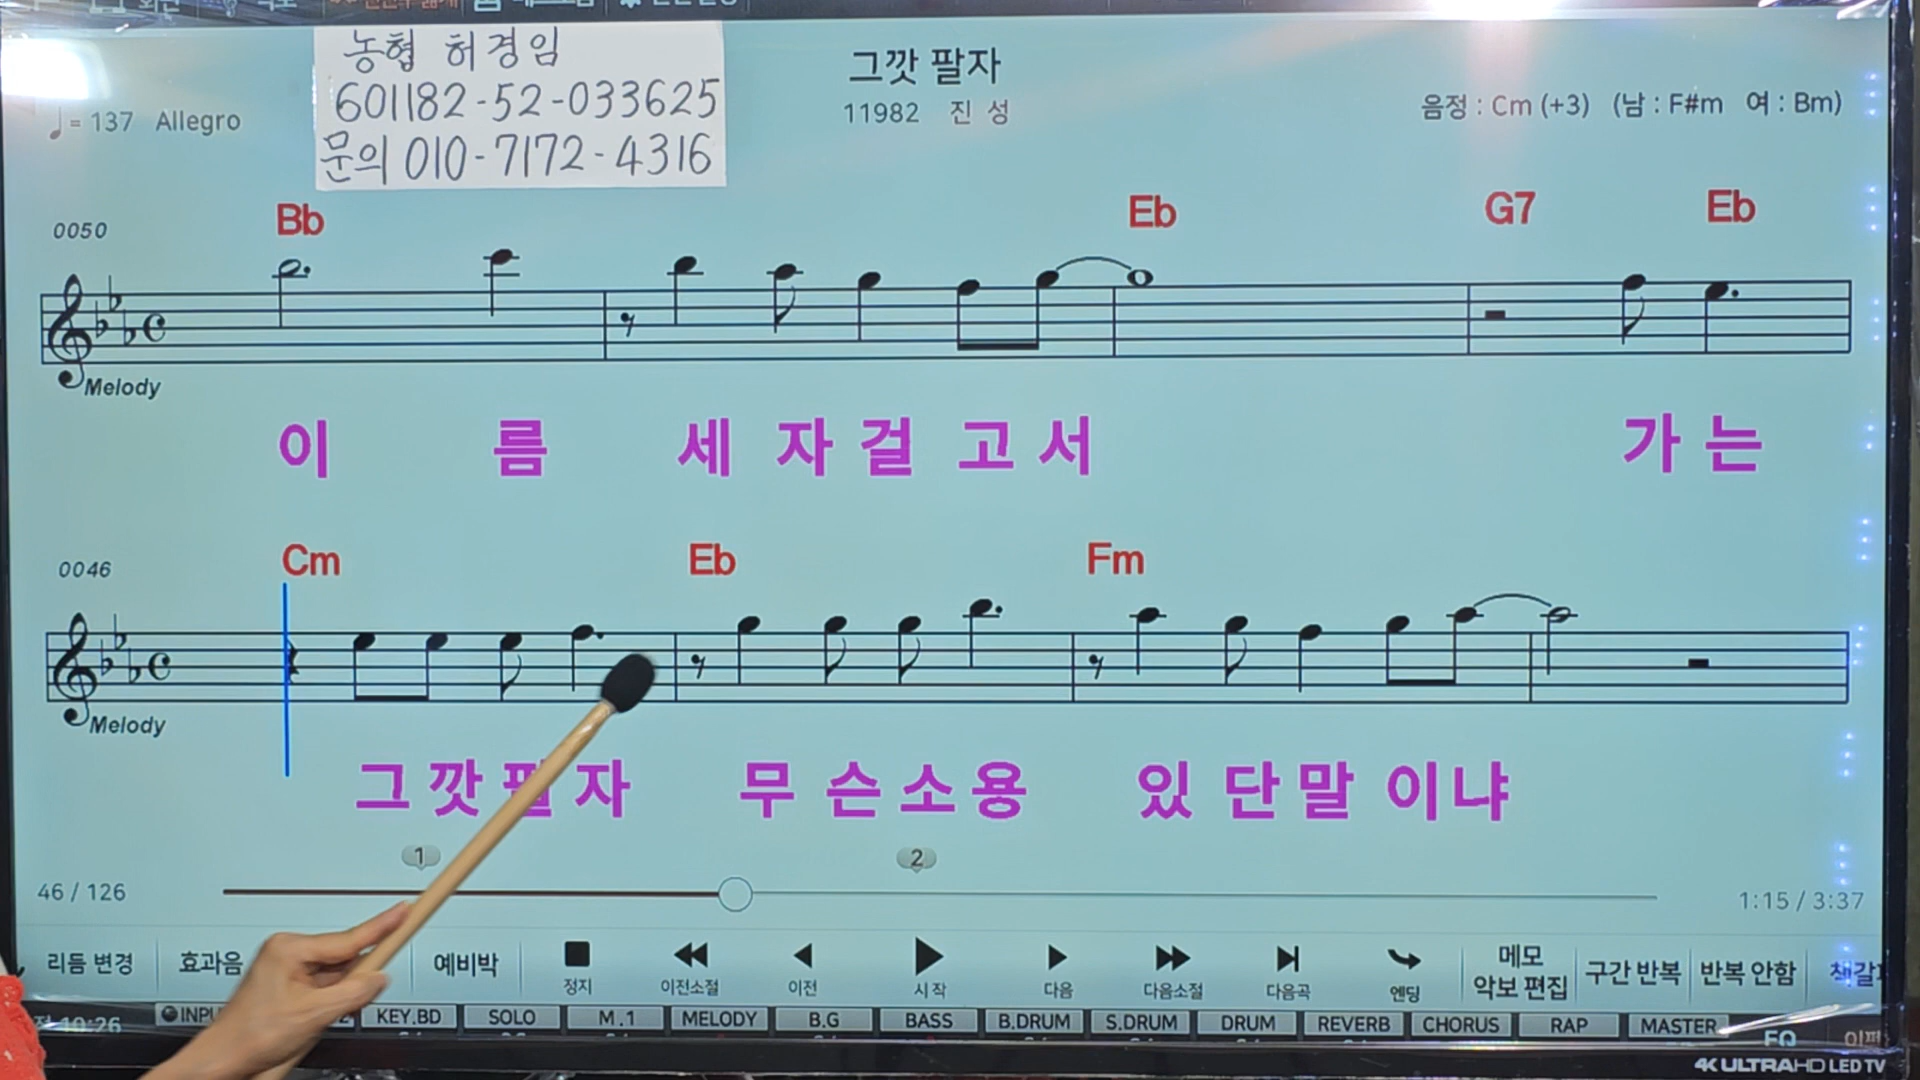 농협 허경임
601182-52-033625
문의 010-7172-4316
그깟 팔자
11982 진 성
♩= 137 Allegro
음정 : Cm (+3) (남 : F#m 여 : Bm)
0050
Bb Eb G7 Eb
Melody
이 름 세 자 걸 고 서 가 는
0046
Cm Eb Fm
Melody
그 깟 팔 자 무 슨 소 용 있 단 말 이 냐
1 2
46 / 126
1:15 / 3:37
리듬 변경 효과음 예비박 정지 이전소절 이전 시작 다음 다음소절 다음곡 엔딩 메모 악보 편집 구간 반복 반복 안함
10:26
KEY.BD SOLO M.1 MELODY B.G BASS B.DRUM S.DRUM DRUM REVERB CHORUS RAP MASTER EQ
4K ULTRA HD LED TV